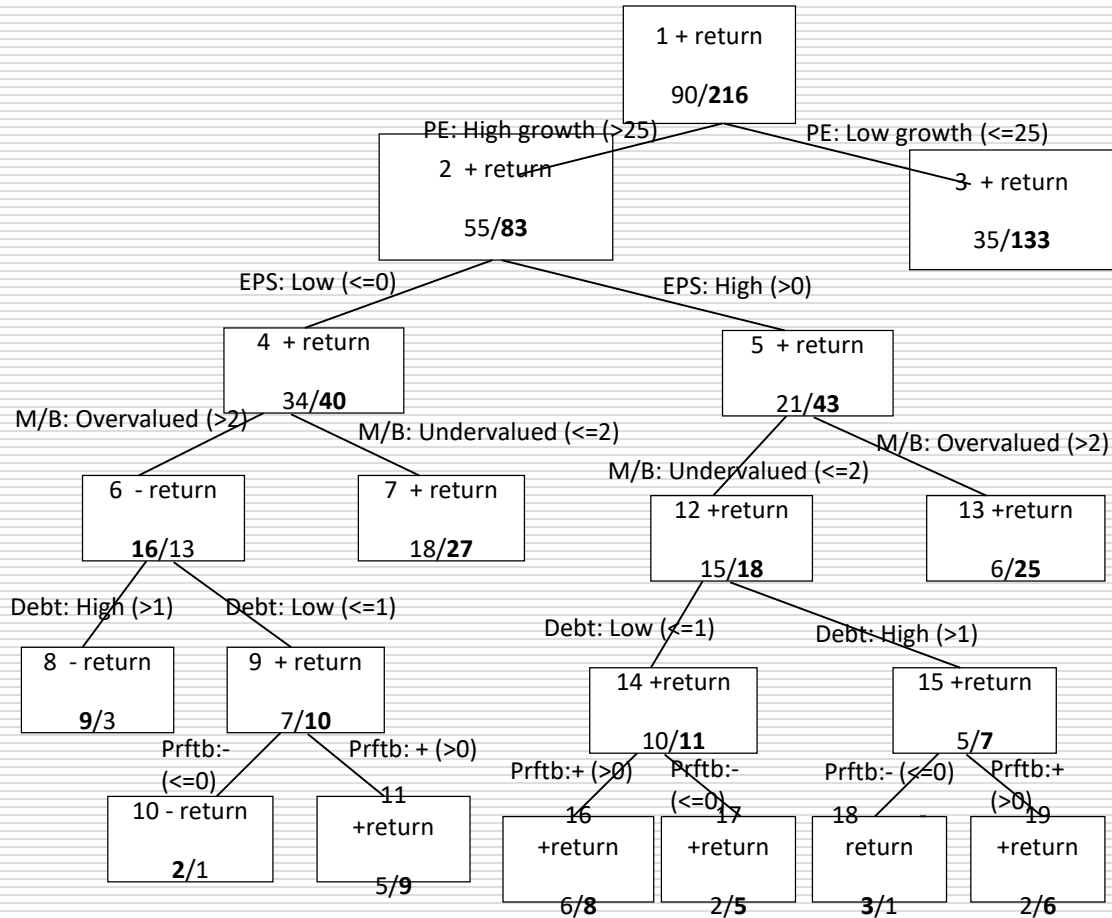 1 + return
90/216
PE: High growth (>25)
PE: Low growth (<=25)
2 + return
55/83
3 + return
35/133
EPS: Low (<=0)
EPS: High (>0)
4 + return
34/40
5 + return
21/43
M/B: Overvalued (>2)
M/B: Undervalued (<=2)
M/B: Undervalued (<=2)
M/B: Overvalued (>2)
6 - return
16/13
7 + return
18/27
12 +return
15/18
13 +return
6/25
Debt: High (>1)
Debt: Low (<=1)
Debt: Low (<=1)
Debt: High (>1)
8 - return
9/3
9 + return
7/10
14 +return
10/11
15 +return
5/7
Prftb:-
(<=0)
Prftb: + (>0)
Prftb:+ (>0)
Prftb:-
(<=0)
Prftb:- (<=0)
Prftb:+
(>0)
10 - return
2/1
11
+return
5/9
16
+return
6/8
17
+return
2/5
18 -
return
3/1
19
+return
2/6